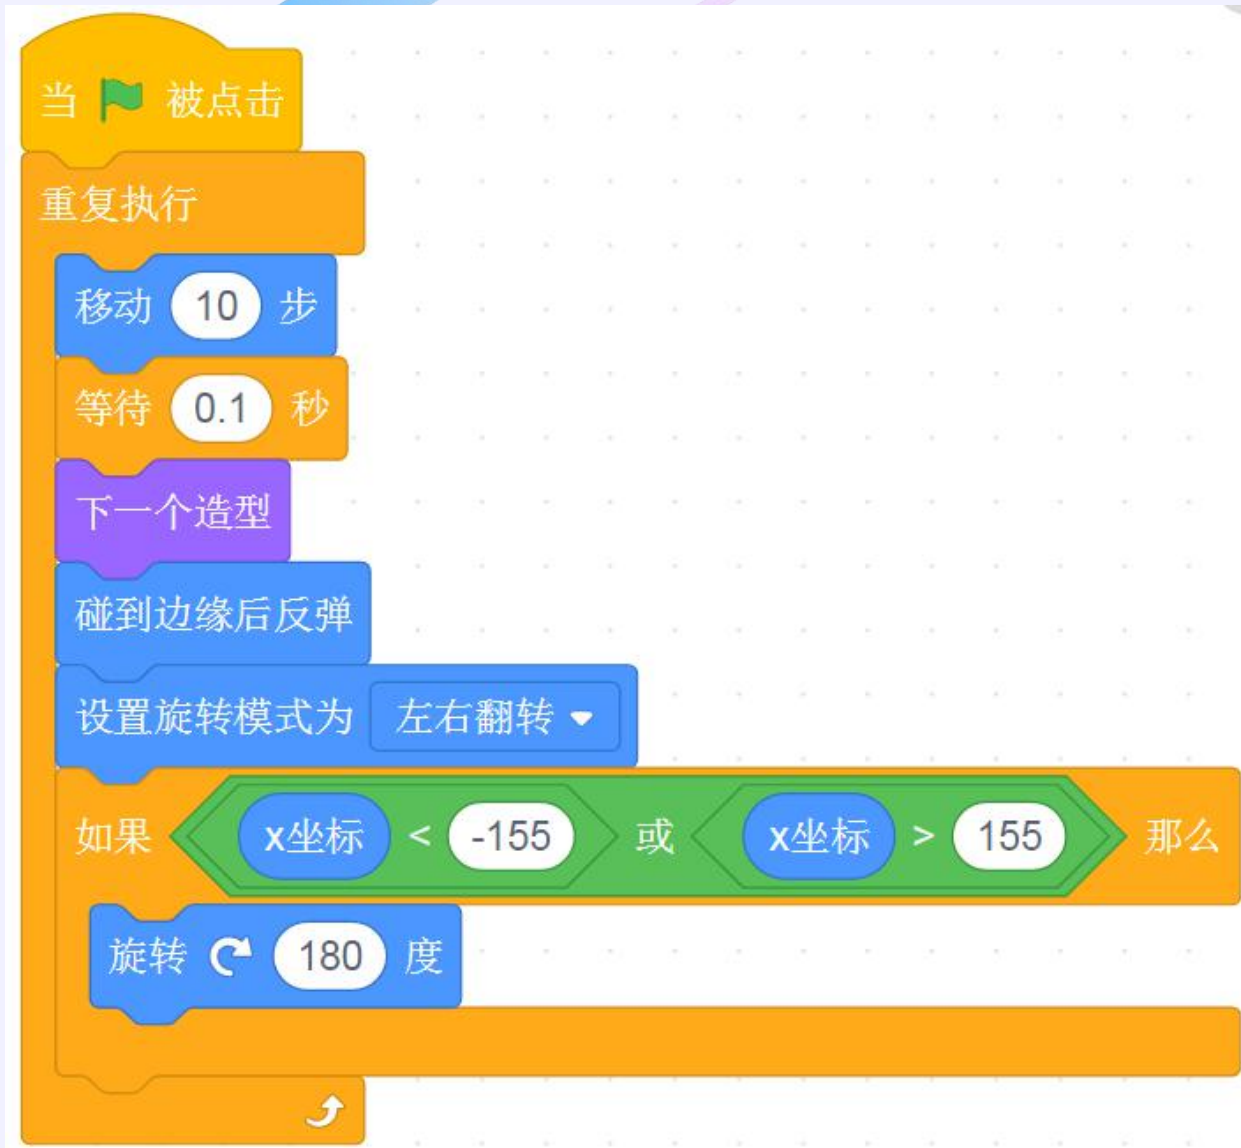 当 被点击
重复执行
移动 10 步
等待 0.1 秒
下一个造型
碰到边缘后反弹
设置旋转模式为 左右翻转
如果 x坐标 < -155 或 x坐标 > 155 那么
旋转 180 度